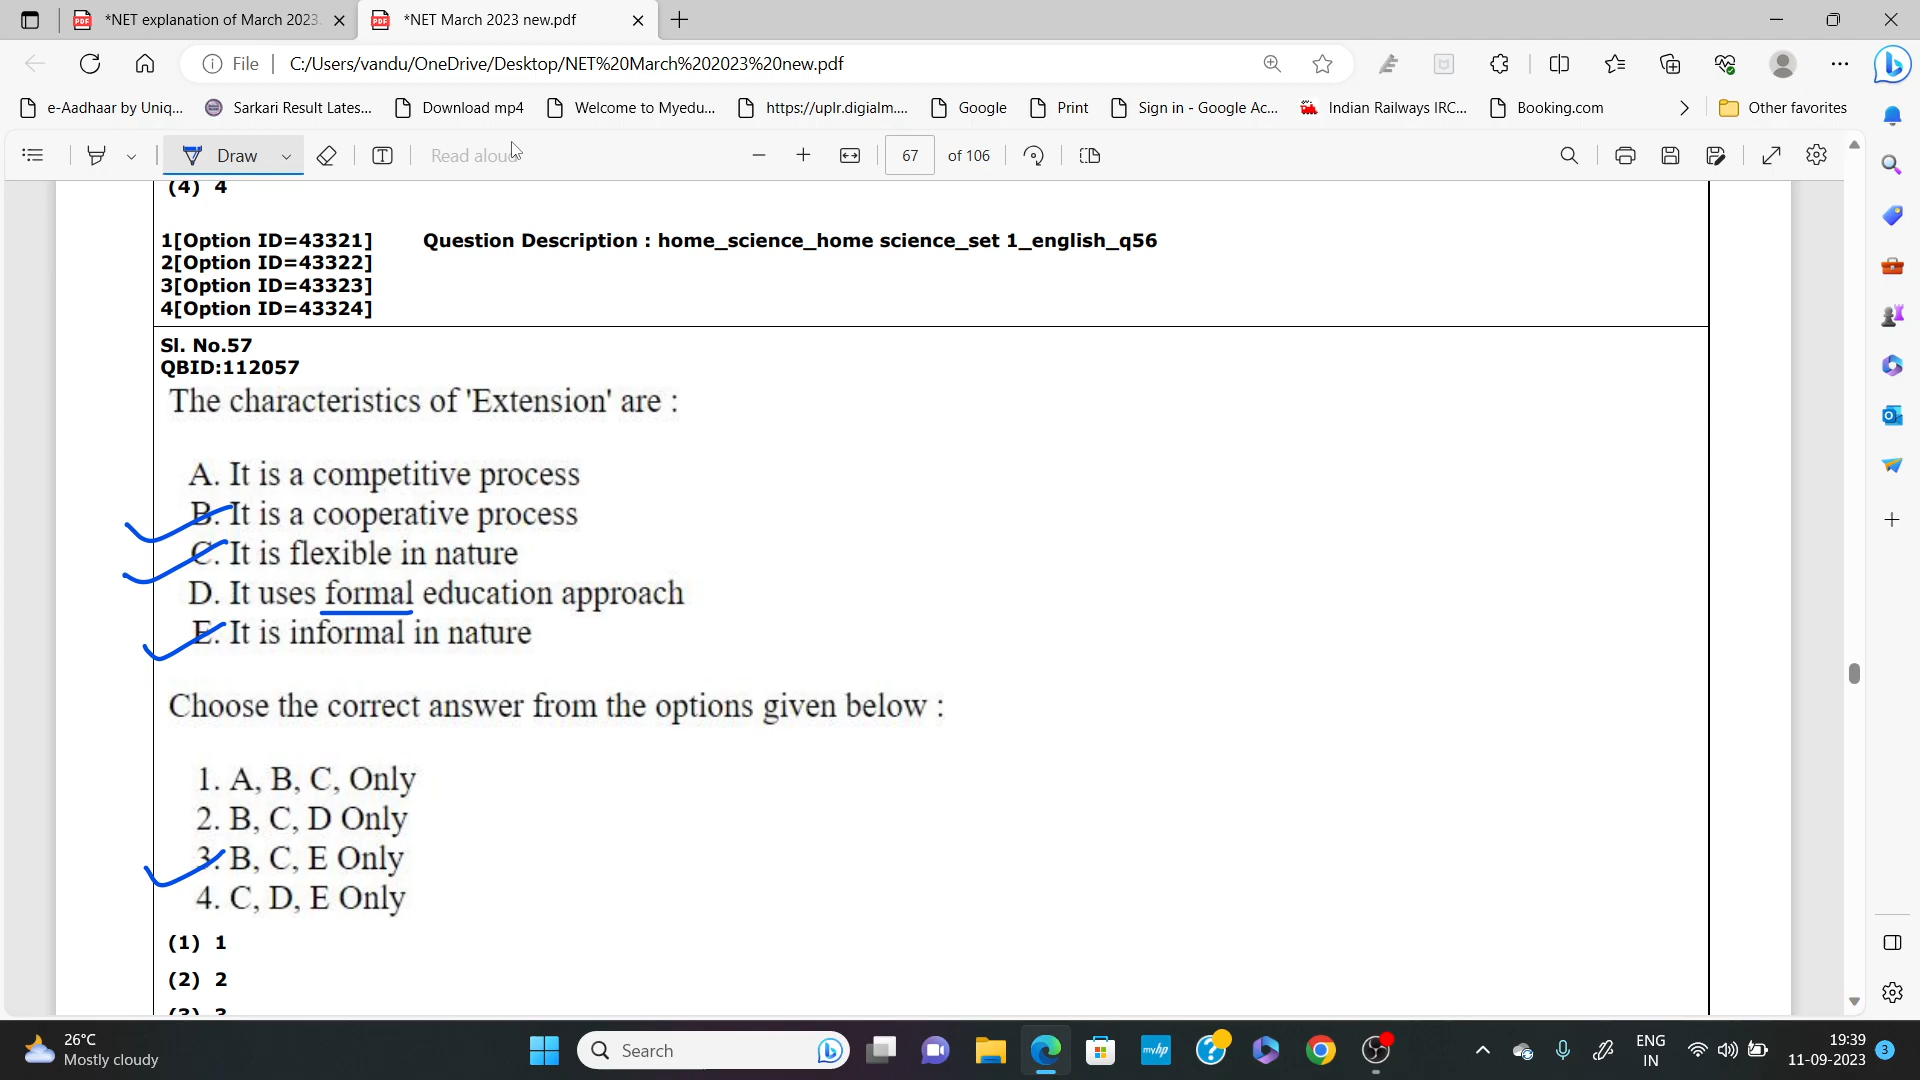 *NET explanation of March 2023
*NET March 2023 new.pdf
File
C:/Users/vandu/OneDrive/Desktop/NET%20March%202023%20new.pdf
e-Aadhaar by Uniq...
Sarkari Result Lates...
Download mp4
Welcome to Myedu...
https://uplr.digialm....
Google
Print
Sign in - Google Ac...
Indian Railways IRC...
Booking.com
Other favorites
Draw
Read aloud
67
of 106
(4) 4
1[Option ID=43321] Question Description : home_science_home science_set 1_english_q56
2[Option ID=43322]
3[Option ID=43323]
4[Option ID=43324]
Sl. No.57
QBID:112057
The characteristics of 'Extension' are :
A. It is a competitive process
B. It is a cooperative process
C. It is flexible in nature
D. It uses formal education approach
E. It is informal in nature
Choose the correct answer from the options given below :
1. A, B, C, Only
2. B, C, D Only
3. B, C, E Only
4. C, D, E Only
(1) 1
(2) 2
(3) 3
26°C
Mostly cloudy
Search
myhp
ENG
IN
19:39
11-09-2023
3